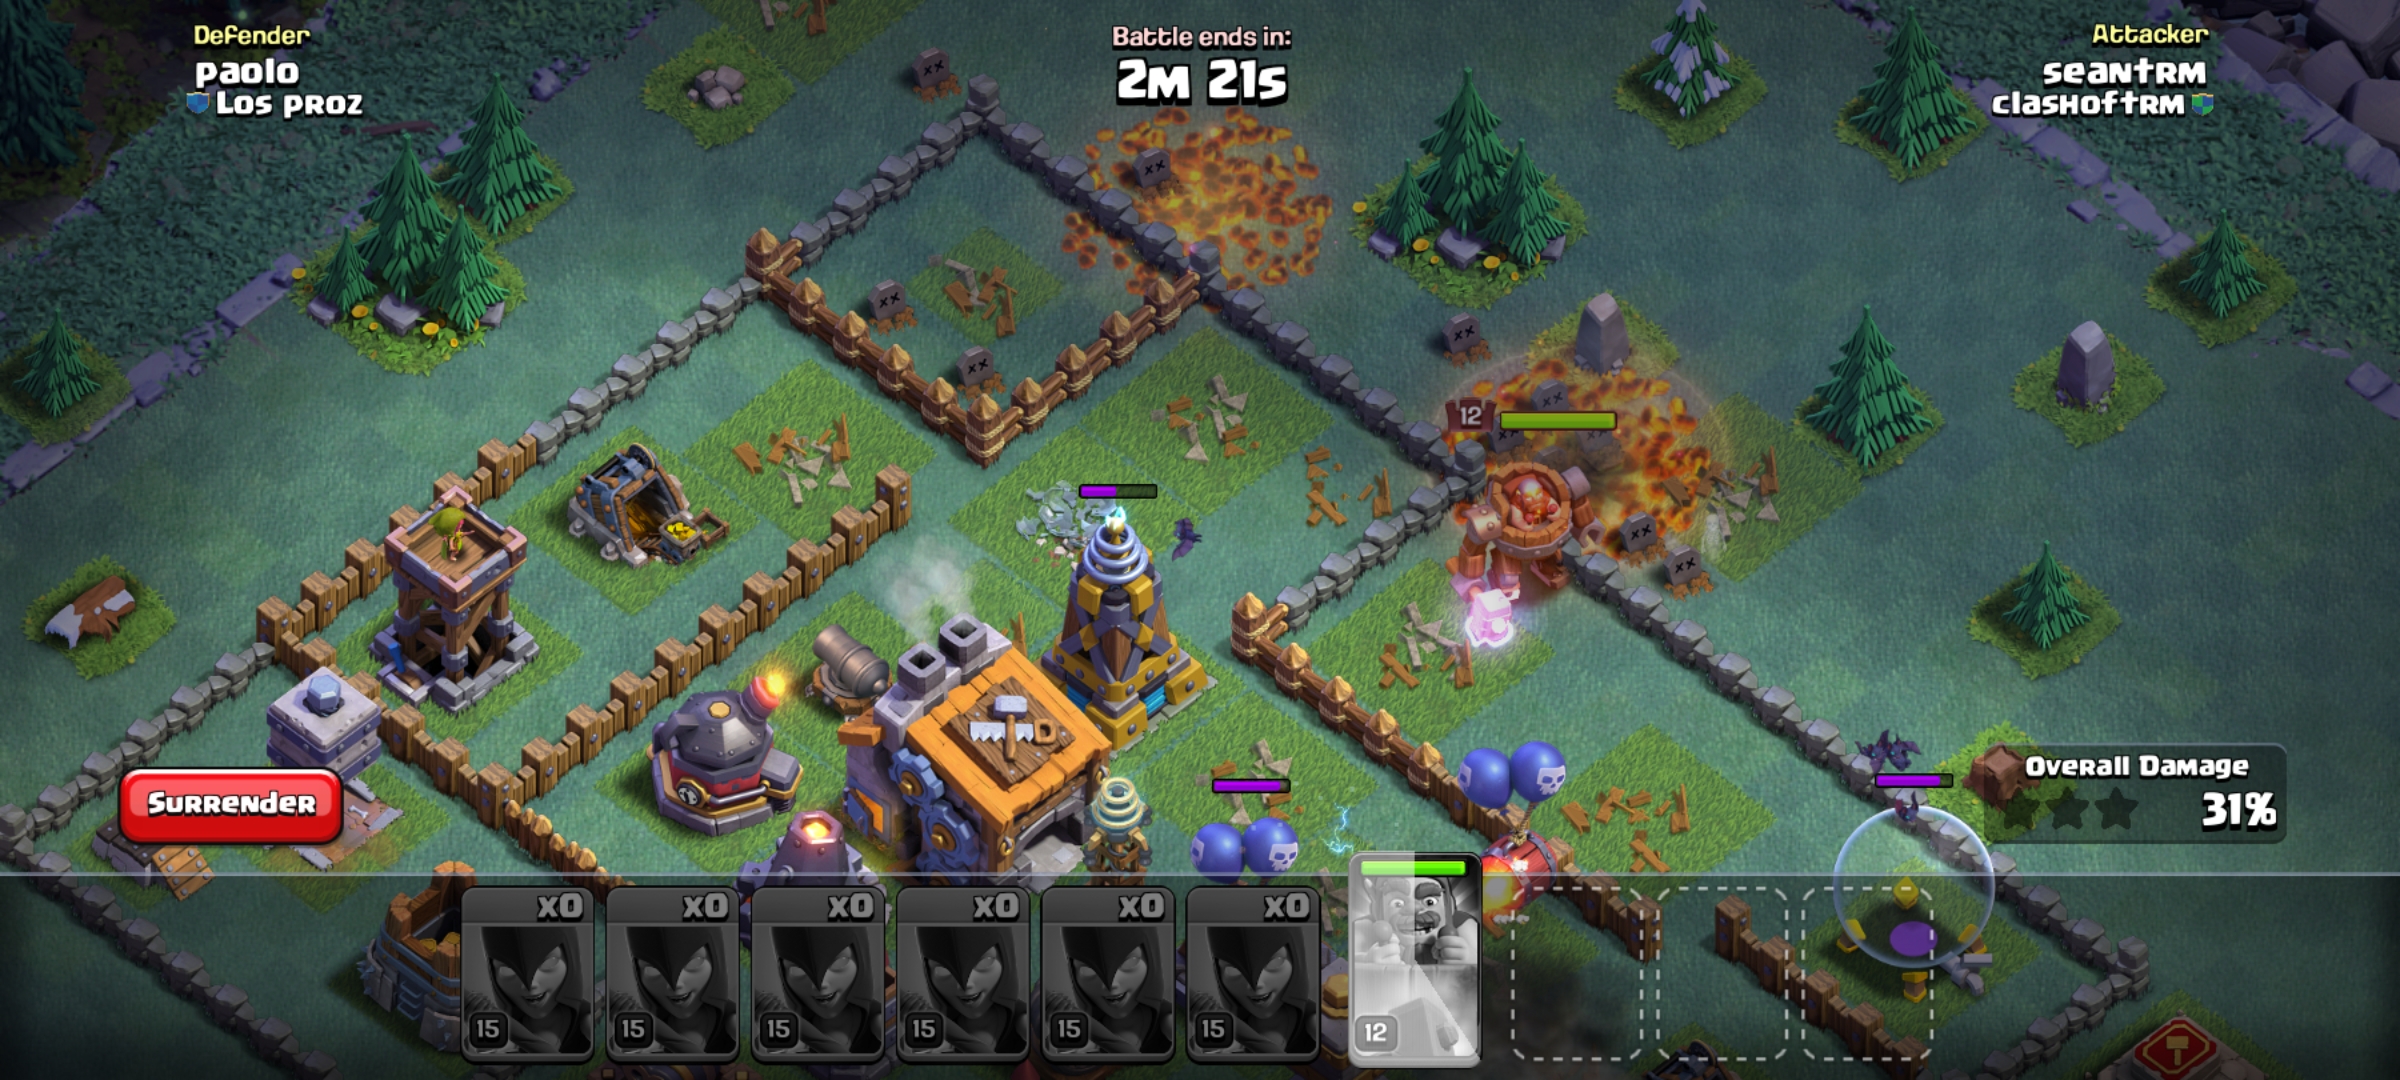 Defender
paolo
Los proz
Battle ends in:
2M 21s
Attacker
seantrm
clashoftrm
12
Surrender
Overall Damage
31%
x0
x0
x0
x0
x0
x0
15
15
15
15
15
15
12